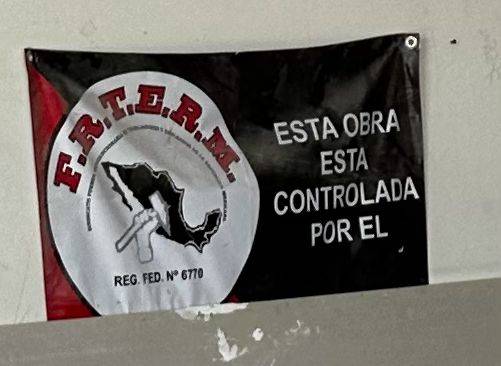 F.R.T.E.R.M.
REG. FED. Nº 6770
ESTA OBRA
ESTA
CONTROLADA
POR EL